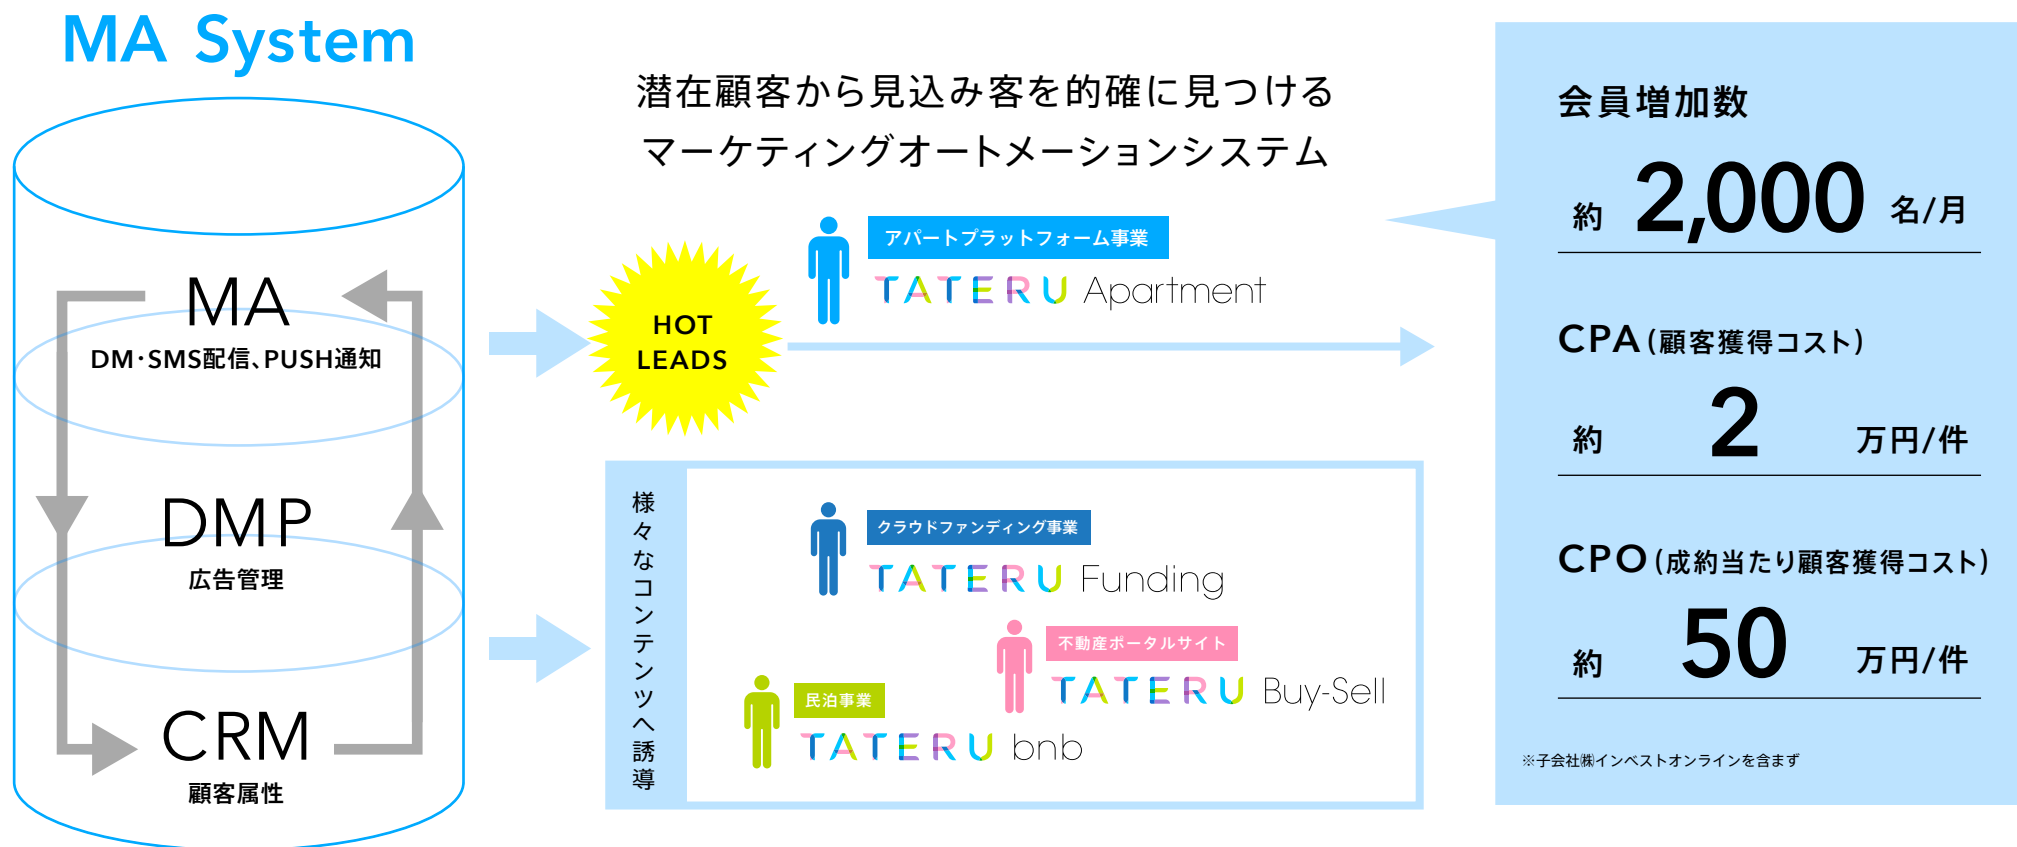 MA System
MA
DM・SMS配信、PUSH通知
DMP
広告管理
CRM
顧客属性
潜在顧客から見込み客を的確に見つける
マーケティングオートメーションシステム
HOT
LEADS
アパートプラットフォーム事業
TATERU Apartment
様々なコンテンツへ誘導
クラウドファンディング事業
TATERU Funding
不動産ポータルサイト
TATERU Buy-Sell
民泊事業
TATERU bnb
会員増加数
約 2,000 名/月
CPA(顧客獲得コスト)
約 2 万円/件
CPO(成約当たり顧客獲得コスト)
約 50 万円/件
※子会社㈱インベストオンラインを含まず